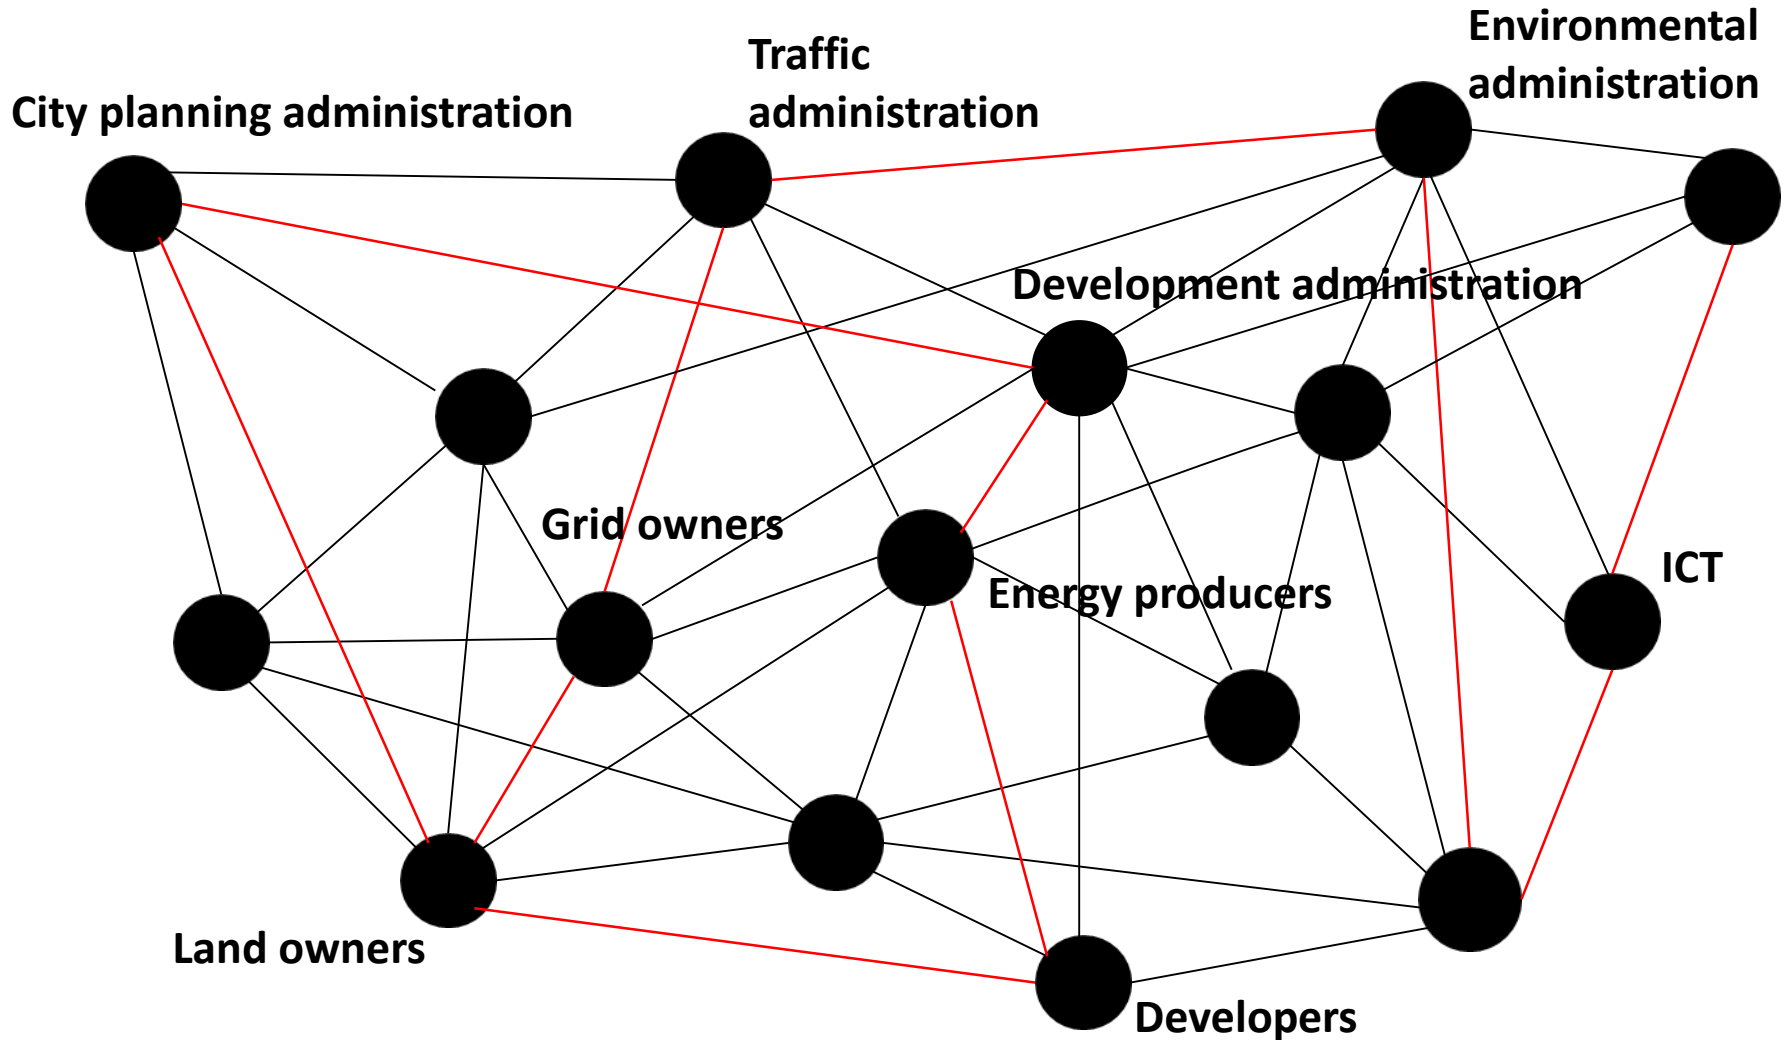 Environmental
administration
Traffic
administration
City planning administration
Development administration
Grid owners
ICT
Energy producers
Land owners
Developers